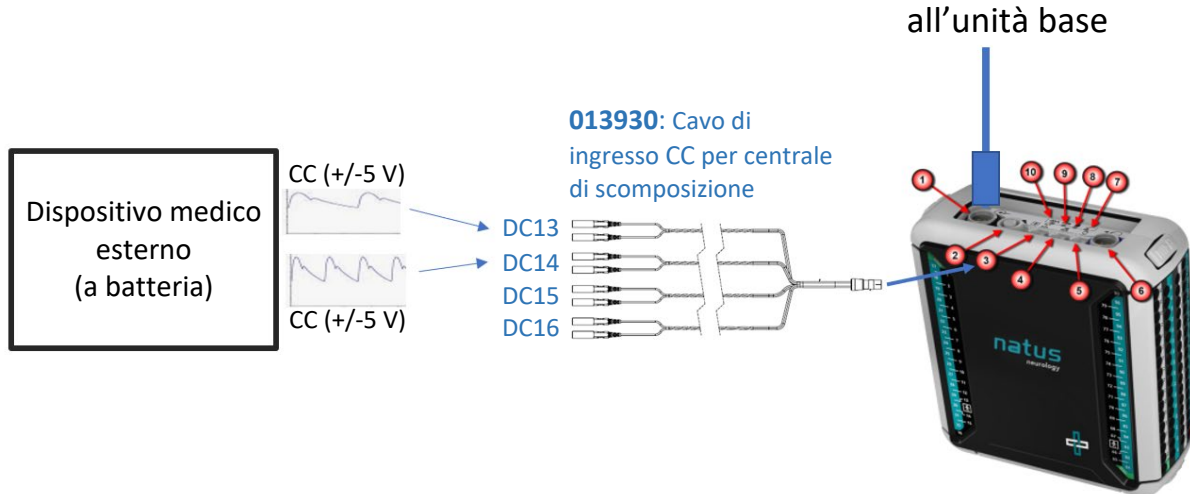 all’unità base
013930: Cavo di
ingresso CC per centrale
di scomposizione
CC (+/-5 V)
Dispositivo medico
esterno
(a batteria)
CC (+/-5 V)
DC13
DC14
DC15
DC16
1
10
9
8
7
2
3
4
5
6
natus
neurology